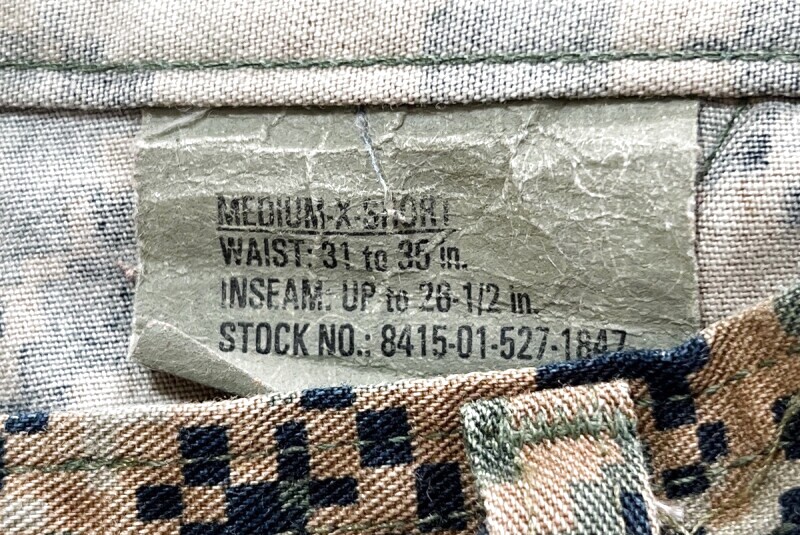 MEDIUM-X-SHORT
WAIST: 31 to 35 in.
INSEAM: UP to 26-1/2 in.
STOCK NO.: 8415-01-527-1847